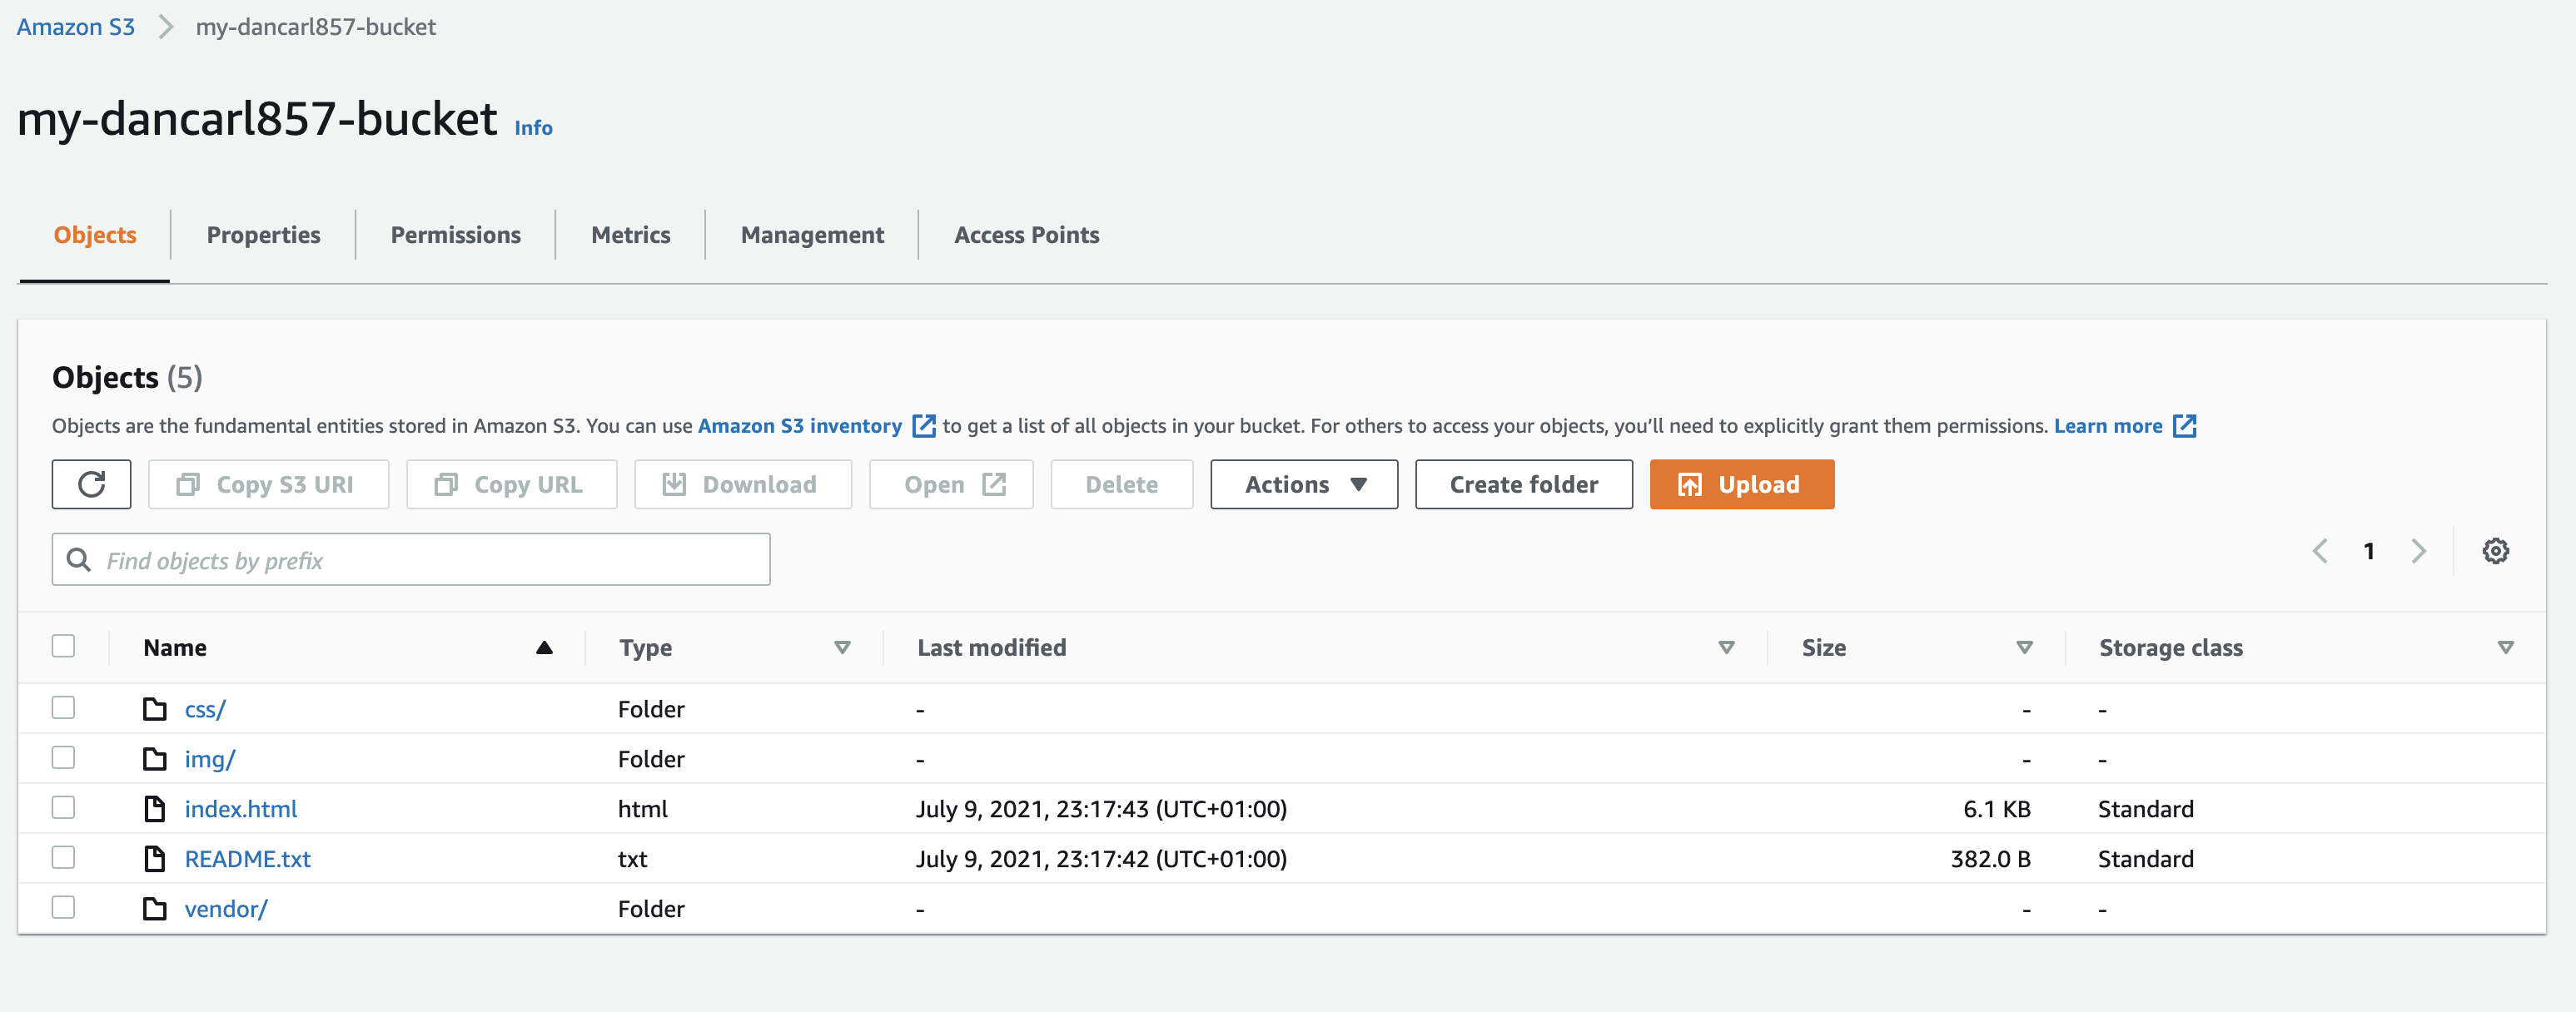 Amazon S3 my-dancarl857-bucket
my-dancarl857-bucket Info
Objects Properties Permissions Metrics Management Access Points
Objects (5)
Objects are the fundamental entities stored in Amazon S3. You can use Amazon S3 inventory to get a list of all objects in your bucket. For others to access your objects, you’ll need to explicitly grant them permissions. Learn more
Copy S3 URI Copy URL Download Open Delete Actions Create folder Upload
Find objects by prefix 1
Name Type Last modified Size Storage class
css/ Folder - - -
img/ Folder - - -
index.html html July 9, 2021, 23:17:43 (UTC+01:00) 6.1 KB Standard
README.txt txt July 9, 2021, 23:17:42 (UTC+01:00) 382.0 B Standard
vendor/ Folder - - -